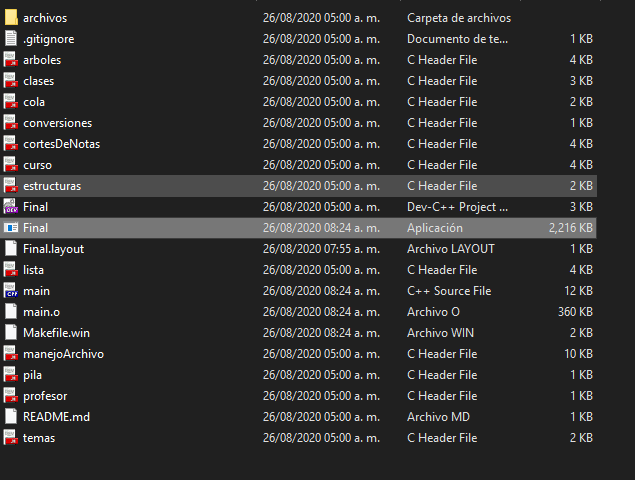 archivos 26/08/2020 05:00 a. m. Carpeta de archivos
.gitignore 26/08/2020 05:00 a. m. Documento de te... 1 KB
arboles 26/08/2020 05:00 a. m. C Header File 4 KB
clases 26/08/2020 05:00 a. m. C Header File 3 KB
cola 26/08/2020 05:00 a. m. C Header File 2 KB
conversiones 26/08/2020 05:00 a. m. C Header File 1 KB
cortesDeNotas 26/08/2020 05:00 a. m. C Header File 4 KB
curso 26/08/2020 05:00 a. m. C Header File 4 KB
estructuras 26/08/2020 05:00 a. m. C Header File 2 KB
Final 26/08/2020 05:00 a. m. Dev-C++ Project ... 3 KB
Final 26/08/2020 08:24 a. m. Aplicación 2,216 KB
Final.layout 26/08/2020 07:55 a. m. Archivo LAYOUT 1 KB
lista 26/08/2020 05:00 a. m. C Header File 4 KB
main 26/08/2020 08:24 a. m. C++ Source File 12 KB
main.o 26/08/2020 08:24 a. m. Archivo O 360 KB
Makefile.win 26/08/2020 08:24 a. m. Archivo WIN 2 KB
manejoArchivo 26/08/2020 05:00 a. m. C Header File 10 KB
pila 26/08/2020 05:00 a. m. C Header File 1 KB
profesor 26/08/2020 05:00 a. m. C Header File 1 KB
README.md 26/08/2020 05:00 a. m. Archivo MD 1 KB
temas 26/08/2020 05:00 a. m. C Header File 2 KB